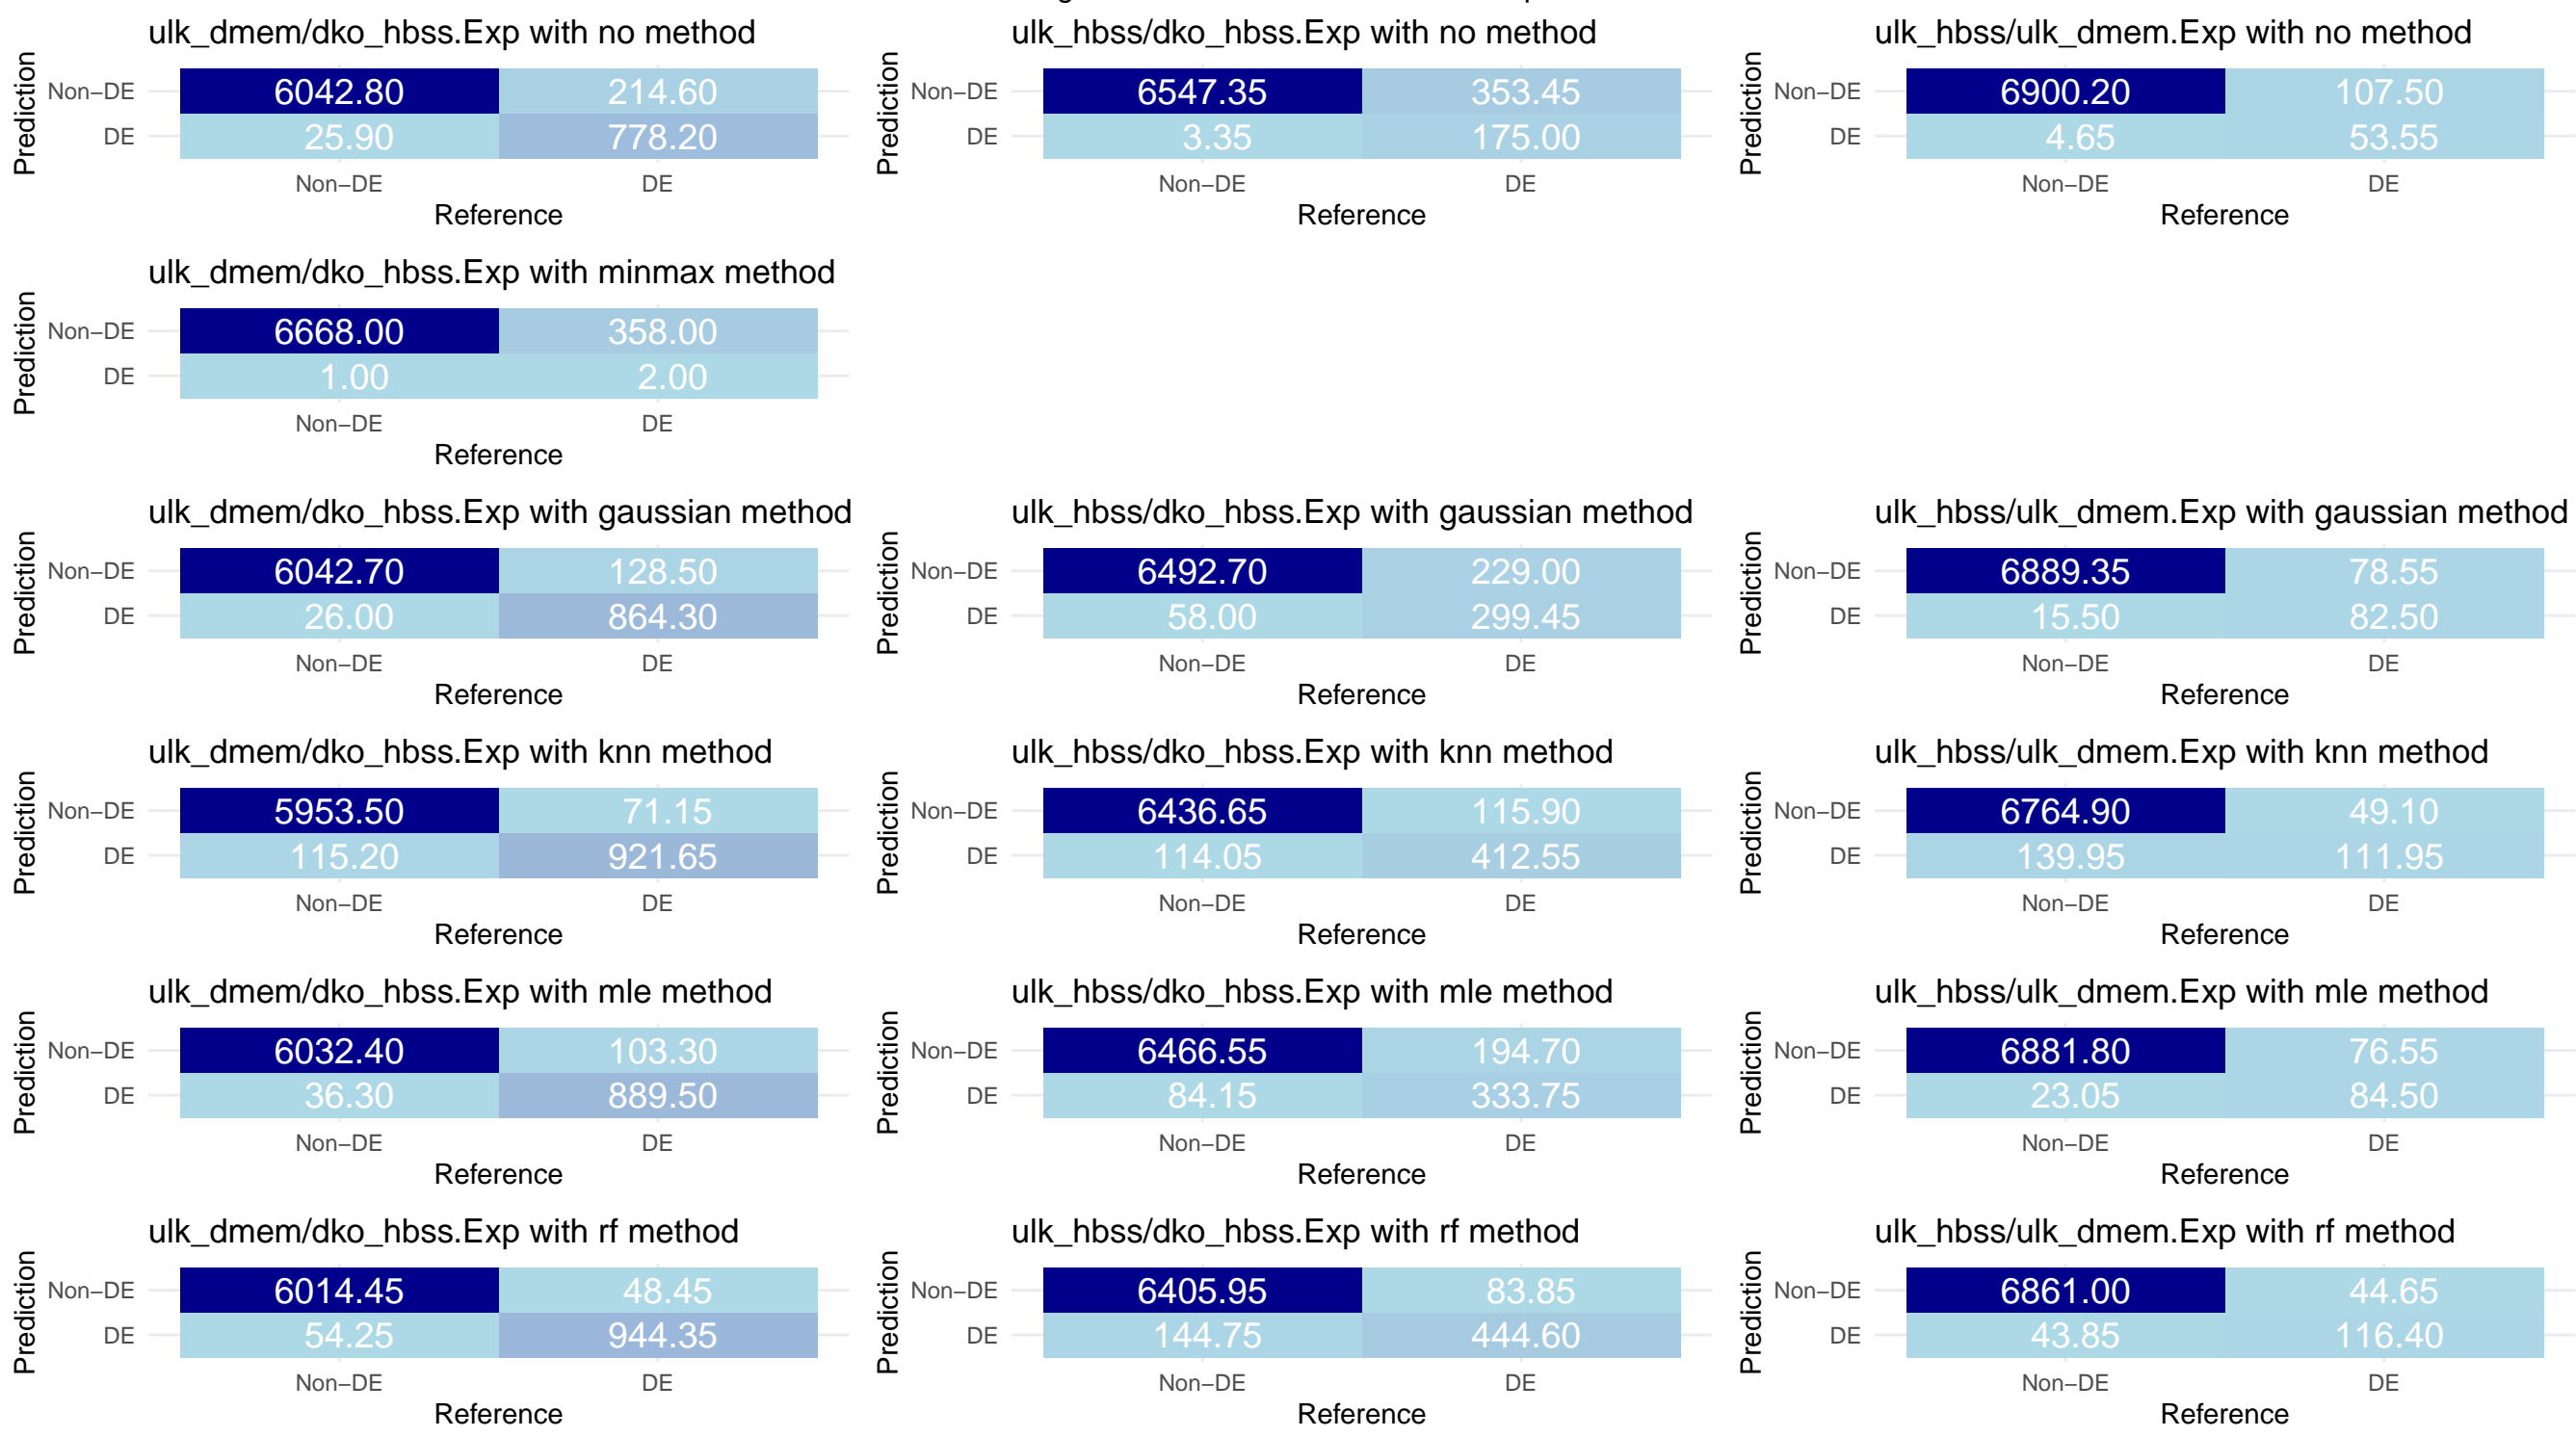 ulk_dmem/dko_hbss.Exp with no method
Prediction
Non−DE 6042.80 214.60
DE 25.90 778.20
Non−DE DE
Reference
ulk_hbss/dko_hbss.Exp with no method
Prediction
Non−DE 6547.35 353.45
DE 3.35 175.00
Non−DE DE
Reference
ulk_hbss/ulk_dmem.Exp with no method
Prediction
Non−DE 6900.20 107.50
DE 4.65 53.55
Non−DE DE
Reference
ulk_dmem/dko_hbss.Exp with minmax method
Prediction
Non−DE 6668.00 358.00
DE 1.00 2.00
Non−DE DE
Reference
ulk_dmem/dko_hbss.Exp with gaussian method
Prediction
Non−DE 6042.70 128.50
DE 26.00 864.30
Non−DE DE
Reference
ulk_hbss/dko_hbss.Exp with gaussian method
Prediction
Non−DE 6492.70 229.00
DE 58.00 299.45
Non−DE DE
Reference
ulk_hbss/ulk_dmem.Exp with gaussian method
Prediction
Non−DE 6889.35 78.55
DE 15.50 82.50
Non−DE DE
Reference
ulk_dmem/dko_hbss.Exp with knn method
Prediction
Non−DE 5953.50 71.15
DE 115.20 921.65
Non−DE DE
Reference
ulk_hbss/dko_hbss.Exp with knn method
Prediction
Non−DE 6436.65 115.90
DE 114.05 412.55
Non−DE DE
Reference
ulk_hbss/ulk_dmem.Exp with knn method
Prediction
Non−DE 6764.90 49.10
DE 139.95 111.95
Non−DE DE
Reference
ulk_dmem/dko_hbss.Exp with mle method
Prediction
Non−DE 6032.40 103.30
DE 36.30 889.50
Non−DE DE
Reference
ulk_hbss/dko_hbss.Exp with mle method
Prediction
Non−DE 6466.55 194.70
DE 84.15 333.75
Non−DE DE
Reference
ulk_hbss/ulk_dmem.Exp with mle method
Prediction
Non−DE 6881.80 76.55
DE 23.05 84.50
Non−DE DE
Reference
ulk_dmem/dko_hbss.Exp with rf method
Prediction
Non−DE 6014.45 48.45
DE 54.25 944.35
Non−DE DE
Reference
ulk_hbss/dko_hbss.Exp with rf method
Prediction
Non−DE 6405.95 83.85
DE 144.75 444.60
Non−DE DE
Reference
ulk_hbss/ulk_dmem.Exp with rf method
Prediction
Non−DE 6861.00 44.65
DE 43.85 116.40
Non−DE DE
Reference